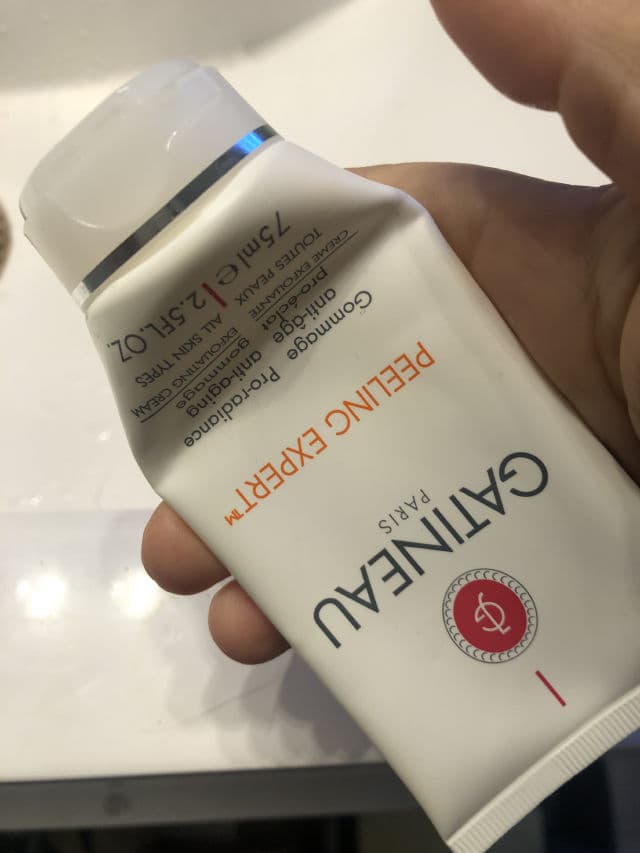 GATINEAU
PARIS
PEELING EXPERT™
Gommage
anti-âge
pro-éclat
CRÈME EXFOLIANTE
TOUTES PEAUX
Pro-radiance
anti-aging
gommage
EXFOLIATING CREAM
ALL SKIN TYPES
75ml e 2.5FL.OZ.